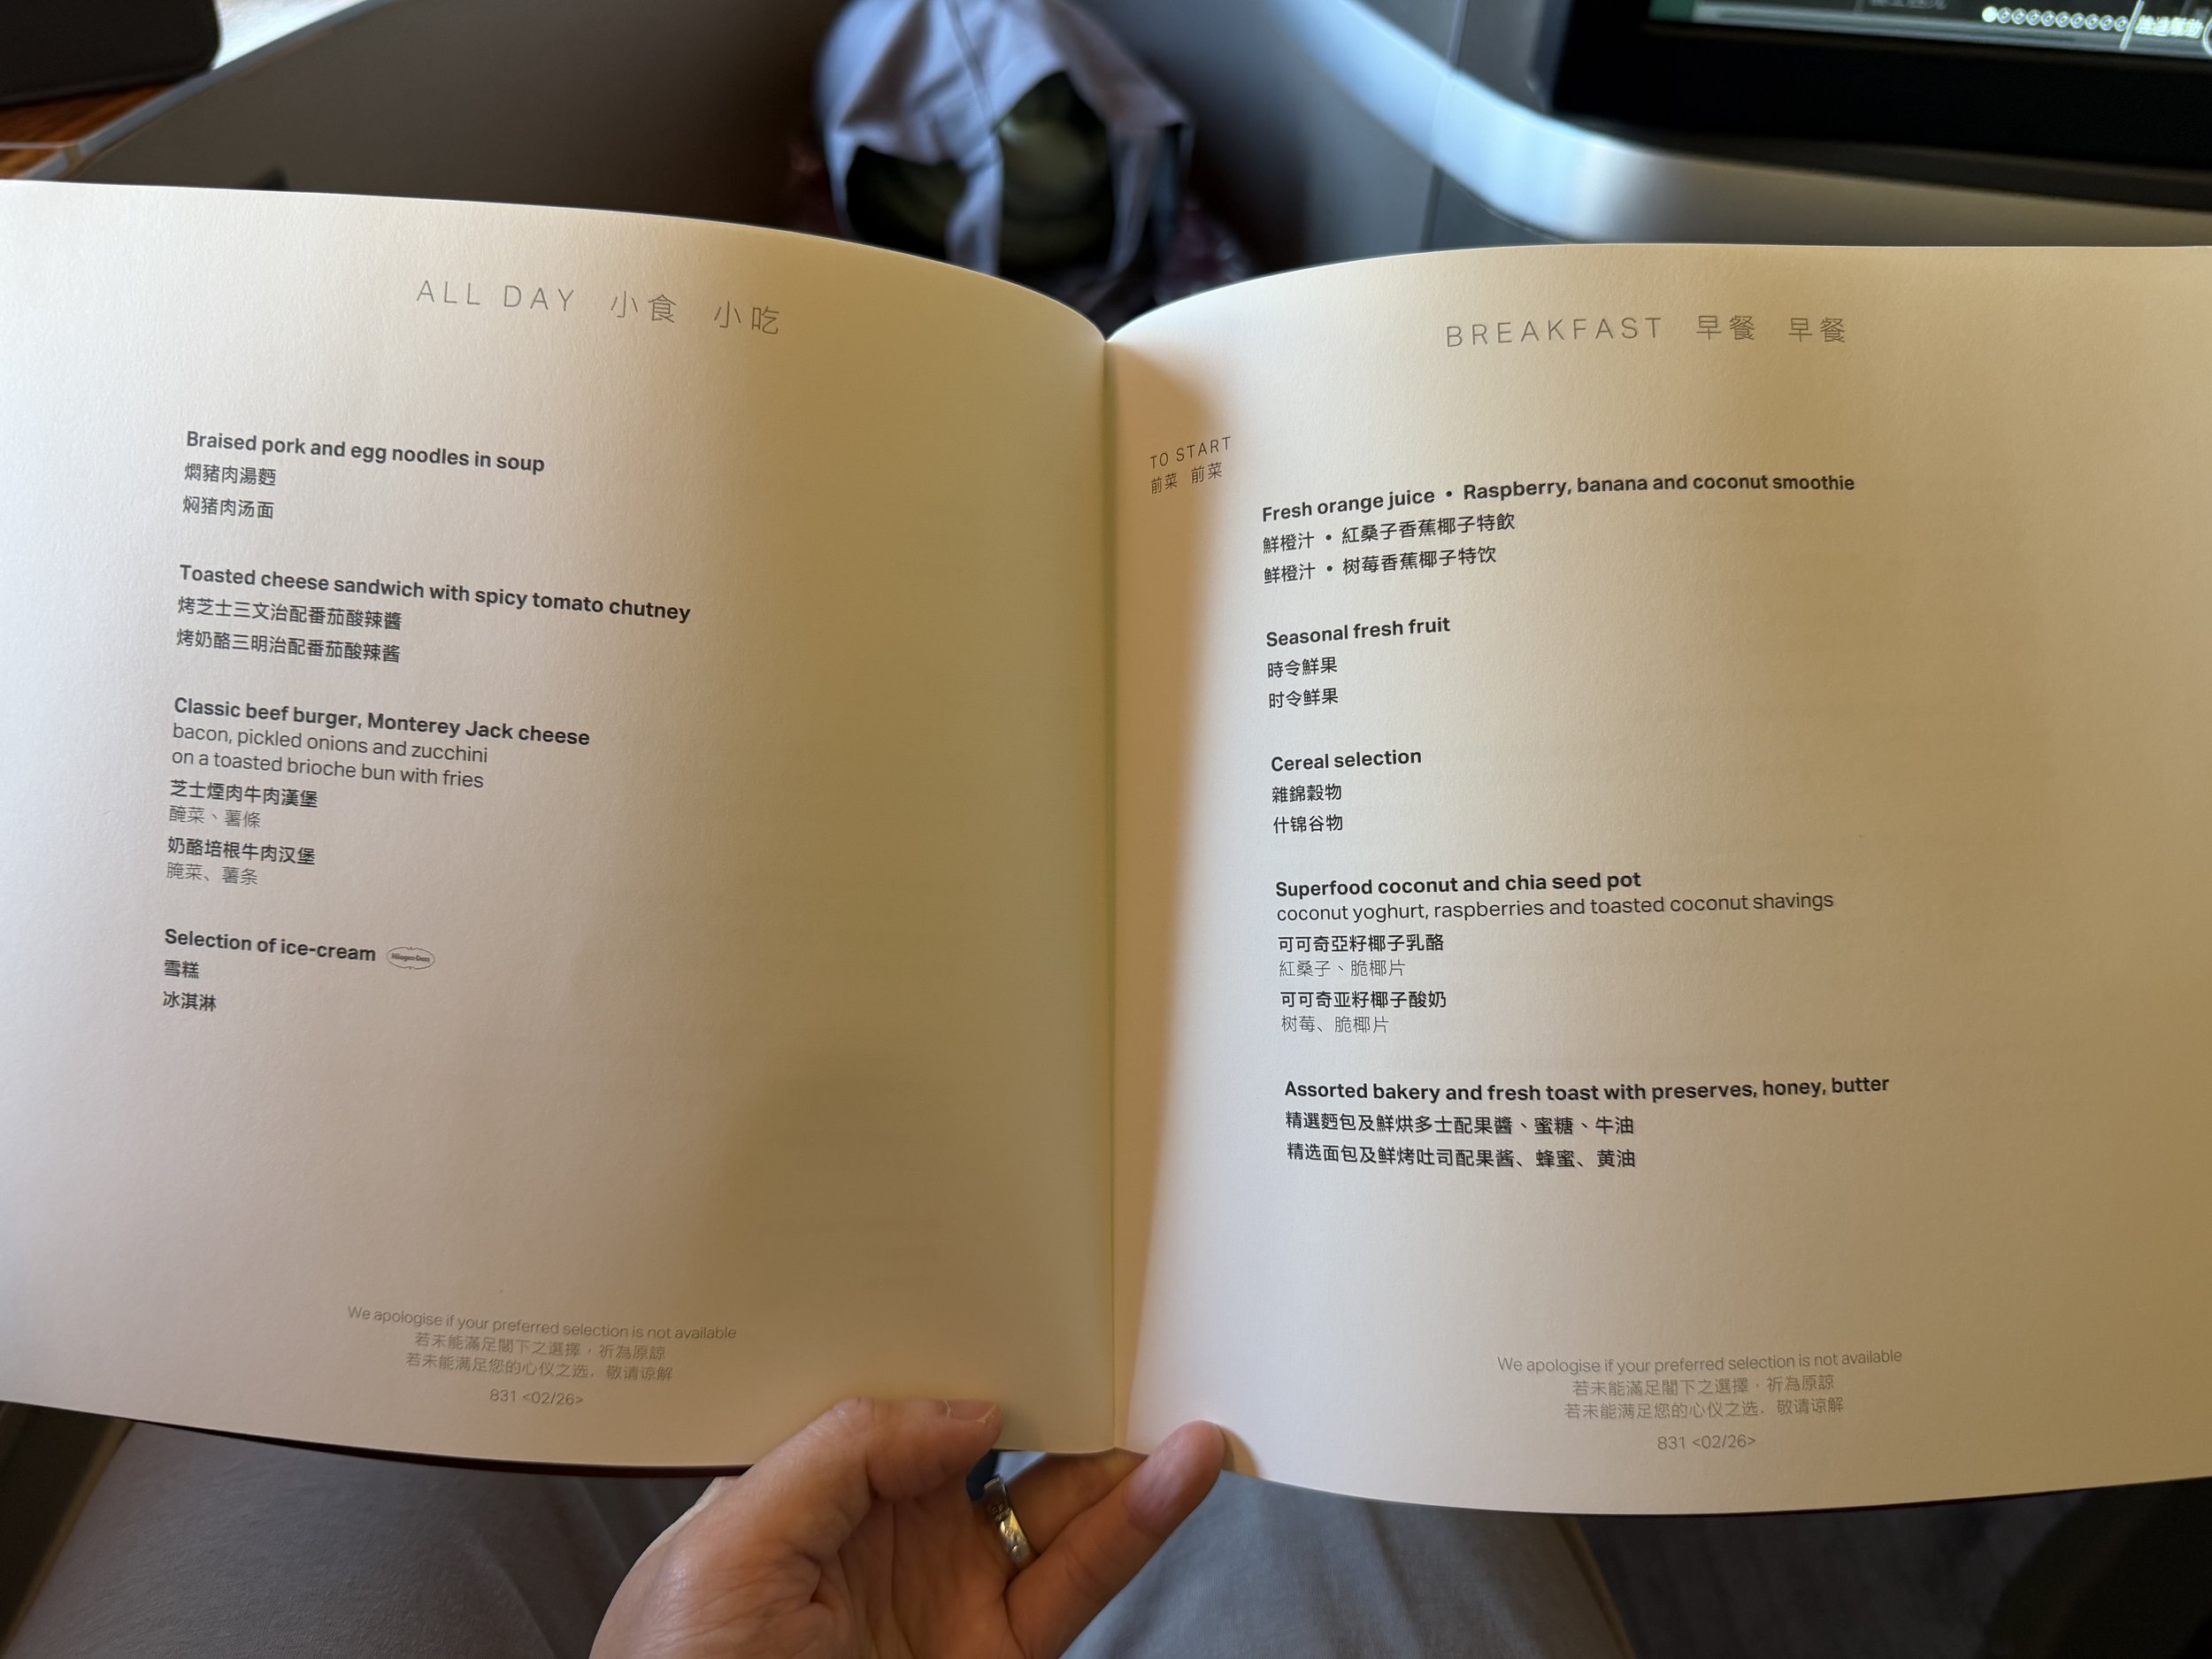 ALL DAY 小食 小吃
Braised pork and egg noodles in soup
燜豬肉湯麵
焖猪肉汤面
Toasted cheese sandwich with spicy tomato chutney
烤芝士三文治配番茄酸辣醬
烤奶酪三明治配番茄酸辣酱
Classic beef burger, Monterey Jack cheese
bacon, pickled onions and zucchini
on a toasted brioche bun with fries
芝士煙肉牛肉漢堡
醃菜、薯條
奶酪培根牛肉汉堡
腌菜、薯条
Selection of ice-cream Häagen-Dazs
雪糕
冰淇淋
We apologise if your preferred selection is not available
若未能滿足閣下之選擇，祈為原諒
若未能满足您的心仪之选，敬请谅解
831 <02/26>
BREAKFAST 早餐 早餐
TO START
前菜 前菜
Fresh orange juice • Raspberry, banana and coconut smoothie
鮮橙汁 • 紅桑子香蕉椰子特飲
鲜橙汁 • 树莓香蕉椰子特饮
Seasonal fresh fruit
時令鮮果
时令鲜果
Cereal selection
雜錦穀物
什锦谷物
Superfood coconut and chia seed pot
coconut yoghurt, raspberries and toasted coconut shavings
可可奇亞籽椰子乳酪
紅桑子、脆椰片
可可奇亚籽椰子酸奶
树莓、脆椰片
Assorted bakery and fresh toast with preserves, honey, butter
精選麵包及鮮烘多士配果醬、蜜糖、牛油
精选面包及鲜烤吐司配果酱、蜂蜜、黄油
We apologise if your preferred selection is not available
若未能滿足閣下之選擇，祈為原諒
若未能满足您的心仪之选，敬请谅解
831 <02/26>